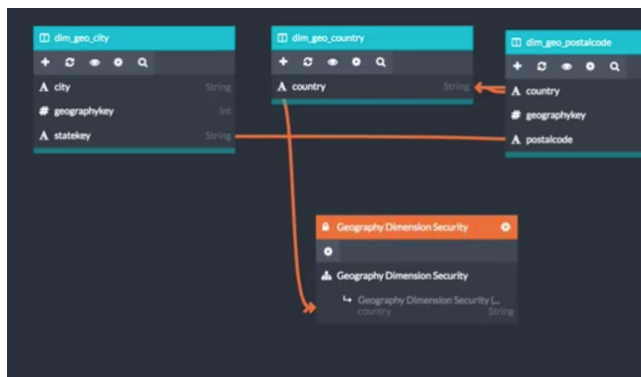 dim_geo_city
A city String
# geographykey Int
A statekey String
dim_geo_country
A country String
dim_geo_postalcode
A country
# geographykey
A postalcode
Geography Dimension Security
Geography Dimension Security
Geography Dimension Security (...
country String